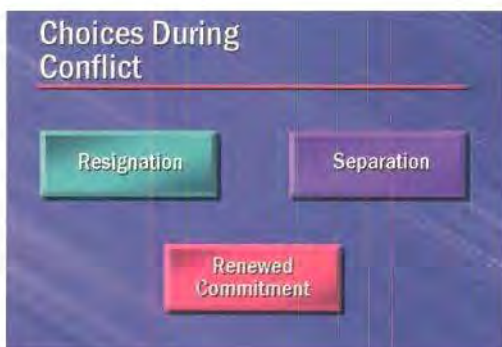 Choices During
Conflict
Resignation
Separation
Renewed
Commitment